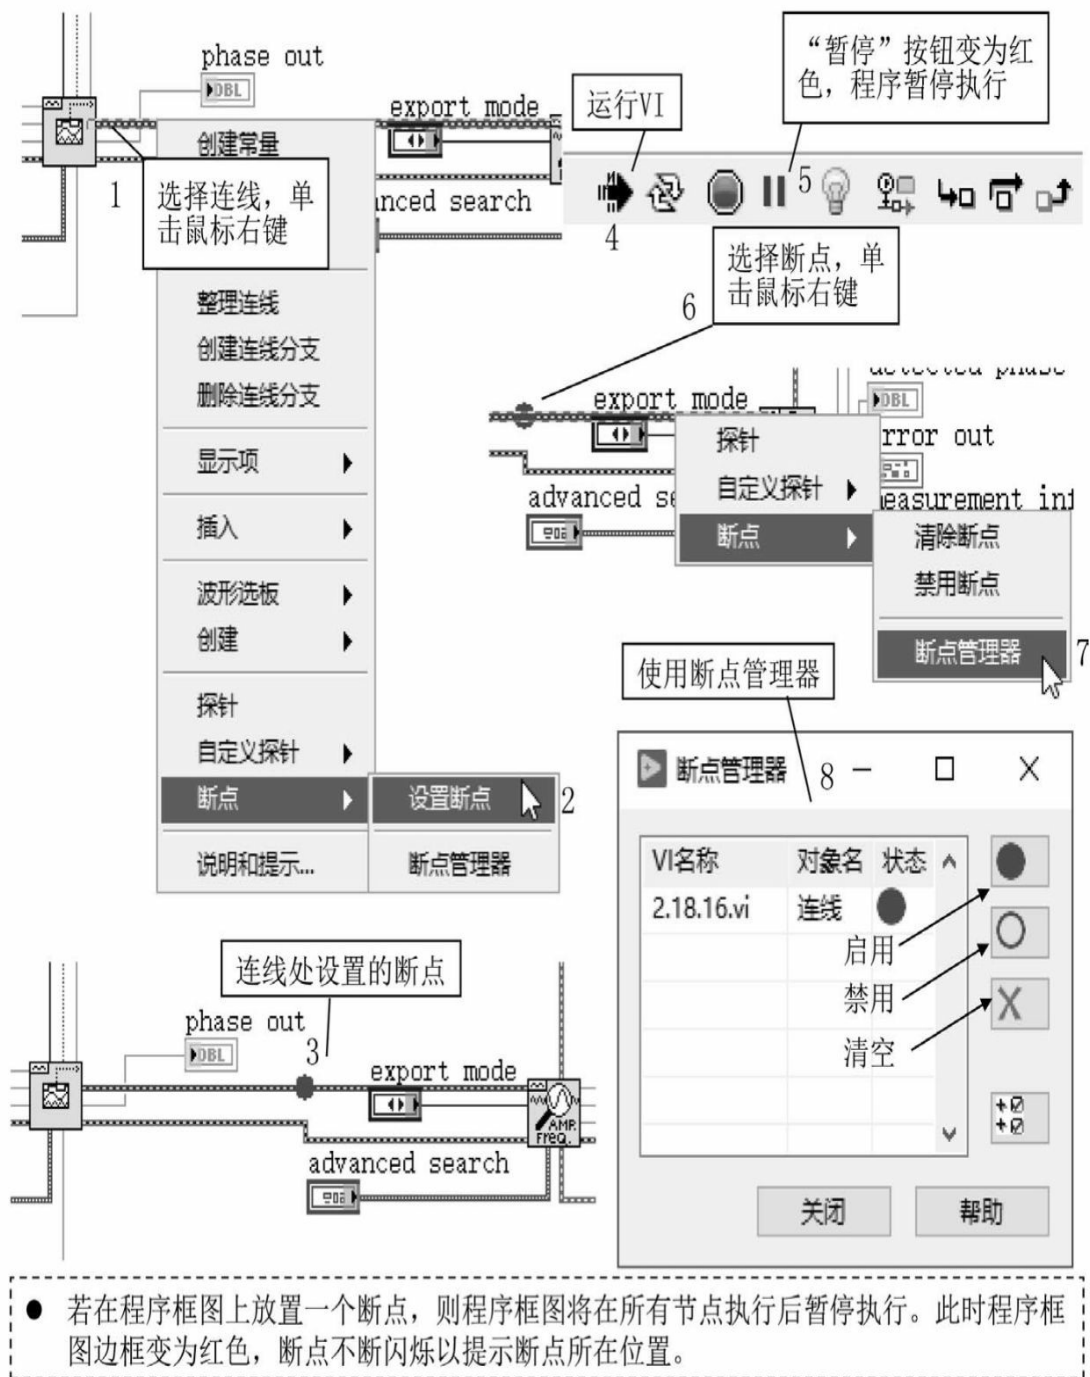 phase out
DBL
export mode
创建常量
1
选择连线，单
击鼠标右键
anced search
整理连线
创建连线分支
删除连线分支
显示项
插入
波形选板
创建
探针
自定义探针
断点
设置断点
2
断点管理器
说明和提示...
运行VI
“暂停”按钮变为红
色，程序暂停执行
4
5
6
选择断点，单
击鼠标右键
export mode
advanced se
DBL
rror out
easurement inf
探针
自定义探针
断点
清除断点
禁用断点
断点管理器
7
使用断点管理器
断点管理器
8
VI名称 对象名 状态
2.18.16.vi 连线
启用
禁用
清空
关闭 帮助
连线处设置的断点
phase out
DBL
3
export mode
AMP
Freq.
advanced search
● 若在程序框图上放置一个断点，则程序框图将在所有节点执行后暂停执行。此时程序框
图边框变为红色，断点不断闪烁以提示断点所在位置。